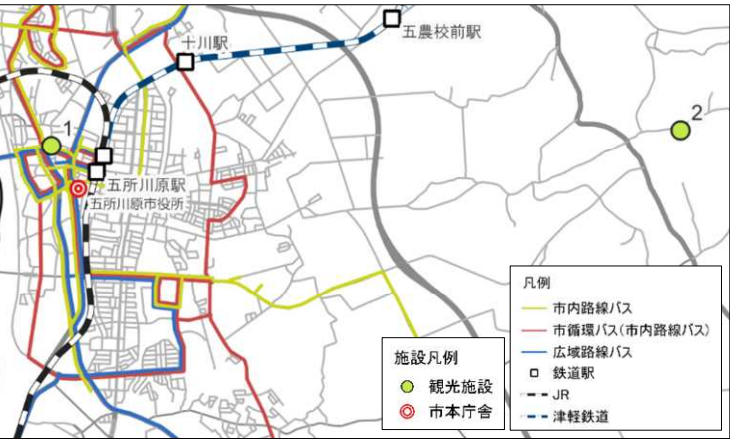 五農校前駅
十川駅
1
2
五所川原駅
五所川原市役所
凡例
市内路線バス
市循環バス(市内路線バス)
広域路線バス
鉄道駅
JR
津軽鉄道
施設凡例
観光施設
市本庁舎